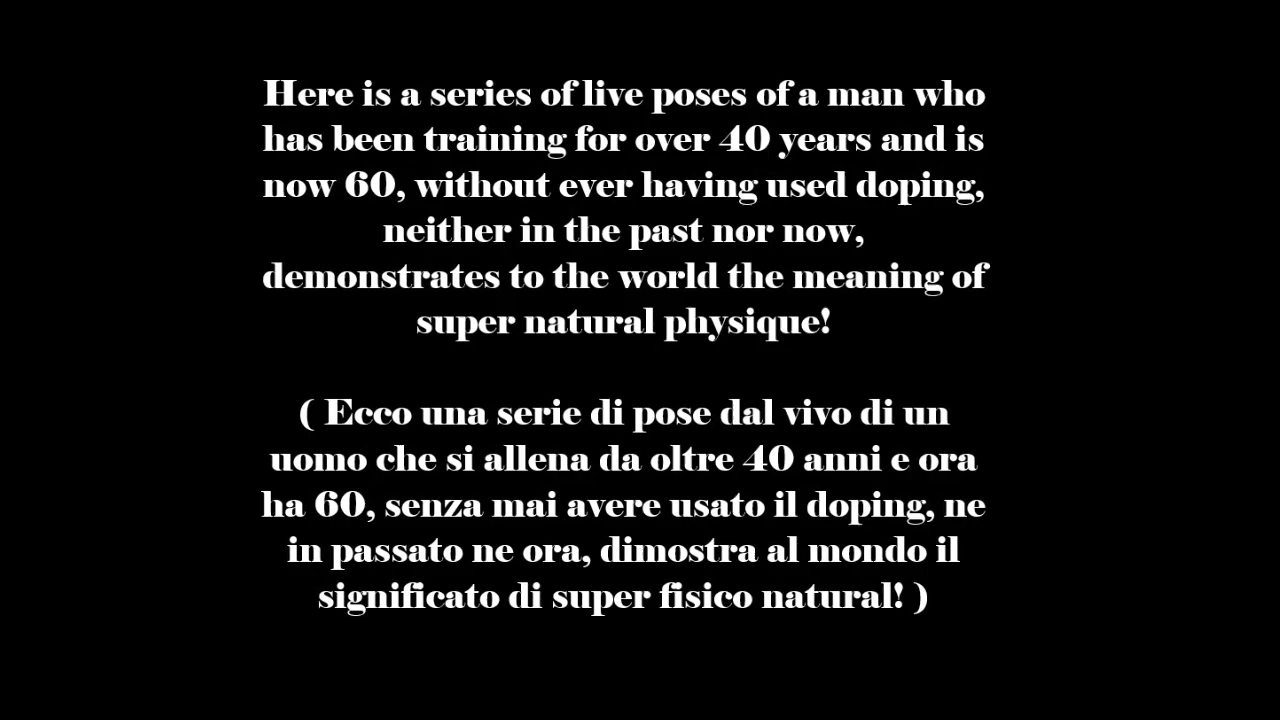 Here is a series of live poses of a man who
has been training for over 40 years and is
now 60, without ever having used doping,
neither in the past nor now,
demonstrates to the world the meaning of
super natural physique!
( Ecco una serie di pose dal vivo di un
uomo che si allena da oltre 40 anni e ora
ha 60, senza mai avere usato il doping, ne
in passato ne ora, dimostra al mondo il
significato di super fisico natural! )